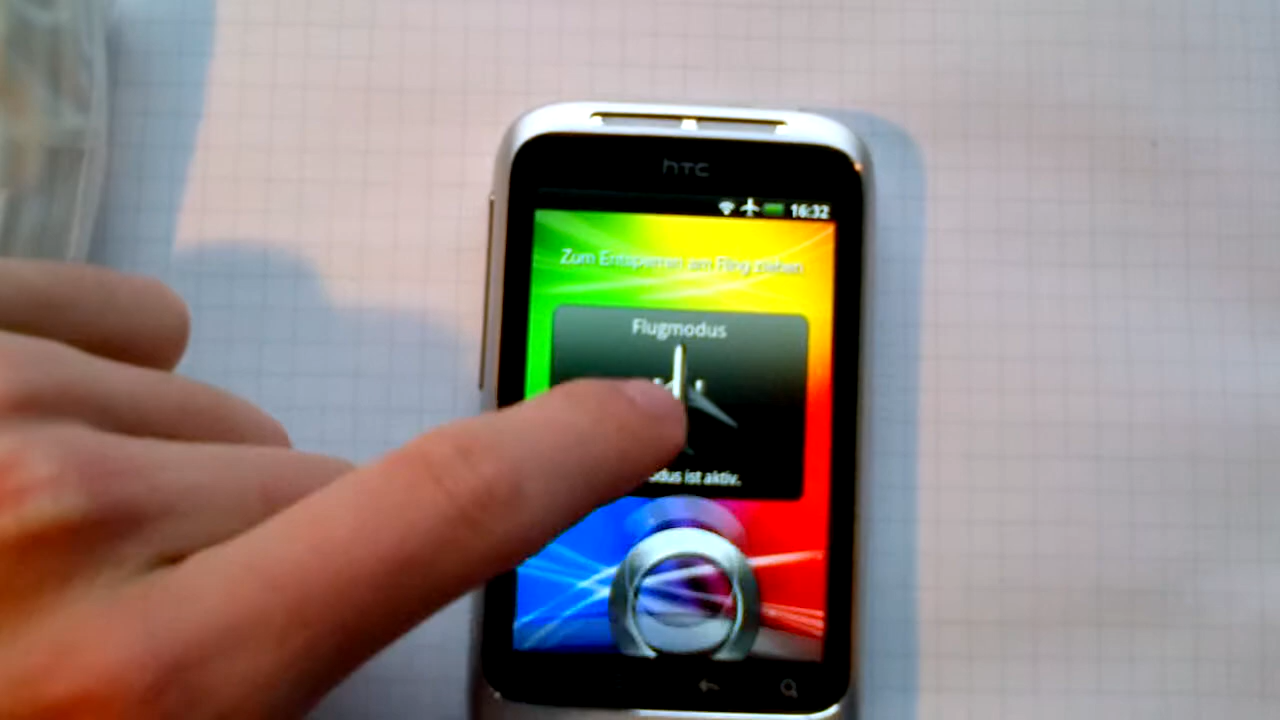 hTC
16:32
Zum Entsperren am Ring ziehen
Flugmodus
ist aktiv.